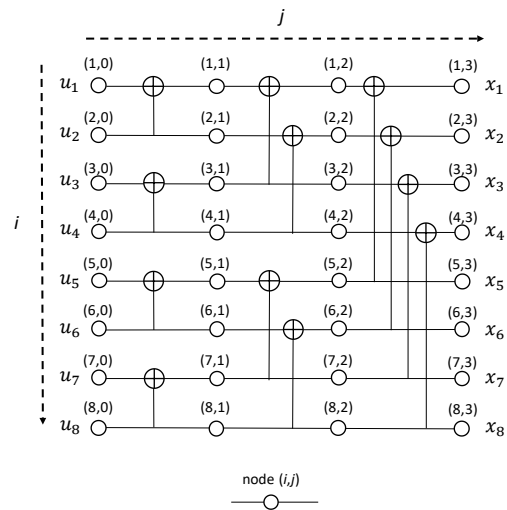 j
(1,0) (1,1) (1,2) (1,3)
u₁ x₁
(2,0) (2,1) (2,2) (2,3)
u₂ x₂
(3,0) (3,1) (3,2) (3,3)
u₃ x₃
i
(4,0) (4,1) (4,2) (4,3)
u₄ x₄
(5,0) (5,1) (5,2) (5,3)
u₅ x₅
(6,0) (6,1) (6,2) (6,3)
u₆ x₆
(7,0) (7,1) (7,2) (7,3)
u₇ x₇
(8,0) (8,1) (8,2) (8,3)
u₈ x₈
node (i,j)